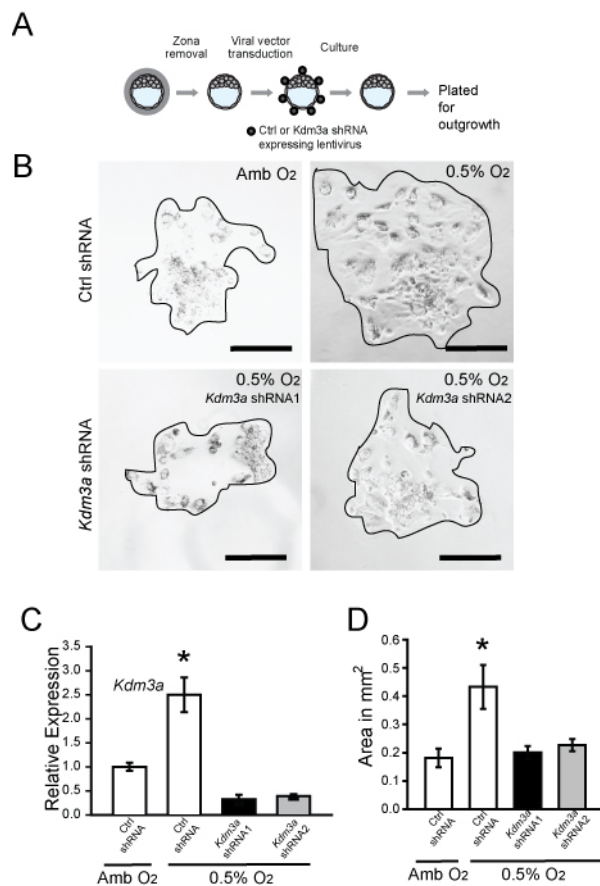 A
Zona
removal
Viral vector
transduction
Culture
Plated
for
outgrowth
Ctrl or Kdm3a shRNA
expressing lentivirus
B
Ctrl shRNA
Amb O2
0.5% O2
Kdm3a shRNA
0.5% O2
Kdm3a shRNA1
0.5% O2
Kdm3a shRNA2
C
Relative Expression
3.5
3.0
2.5
2.0
1.5
1.0
0.5
0.0
Kdm3a
*
Ctrl
shRNA
Ctrl
shRNA
Kdm3a
shRNA1
Kdm3a
shRNA2
Amb O2
0.5% O2
D
Area in mm2
0.6
0.5
0.4
0.3
0.2
0.1
0.0
*
Ctrl
shRNA
Ctrl
shRNA
Kdm3a
shRNA1
Kdm3a
shRNA2
Amb O2
0.5% O2